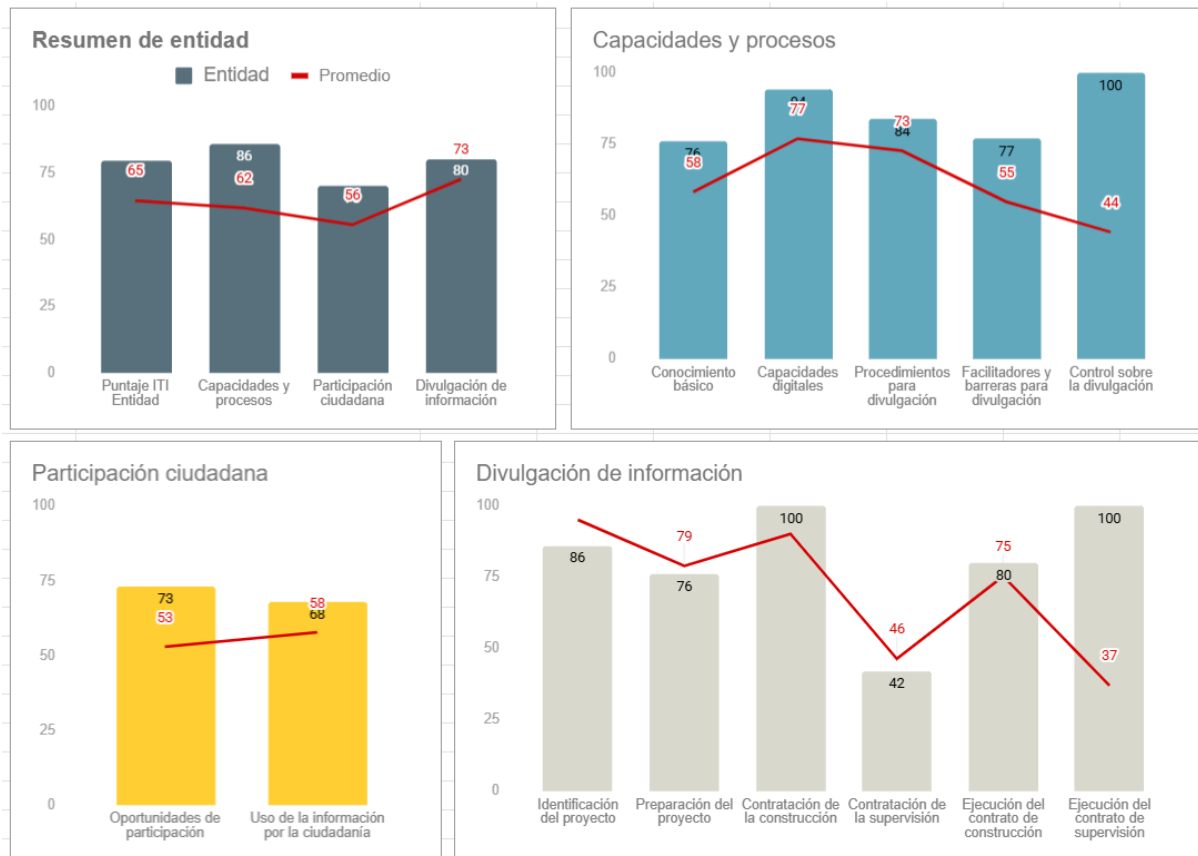 Resumen de entidad
Entidad
Promedio
100
75
50
25
0
65
86
62
56
73
80
Puntaje ITI
Entidad
Capacidades y
procesos
Participación
ciudadana
Divulgación de
información
Capacidades y procesos
100
75
50
25
0
76
58
94
77
73
84
77
55
100
44
Conocimiento
básico
Capacidades
digitales
Procedimientos
para
divulgación
Facilitadores y
barreras para
divulgación
Control sobre
la divulgación
Participación ciudadana
100
75
50
25
0
73
53
58
68
Oportunidades de
participación
Uso de la información
por la ciudadanía
Divulgación de información
100
75
50
25
0
86
79
76
100
46
42
75
80
100
37
Identificación
del proyecto
Preparación del
proyecto
Contratación de
la construcción
Contratación de
la supervisión
Ejecución del
contrato de
construcción
Ejecución del
contrato de
supervisión